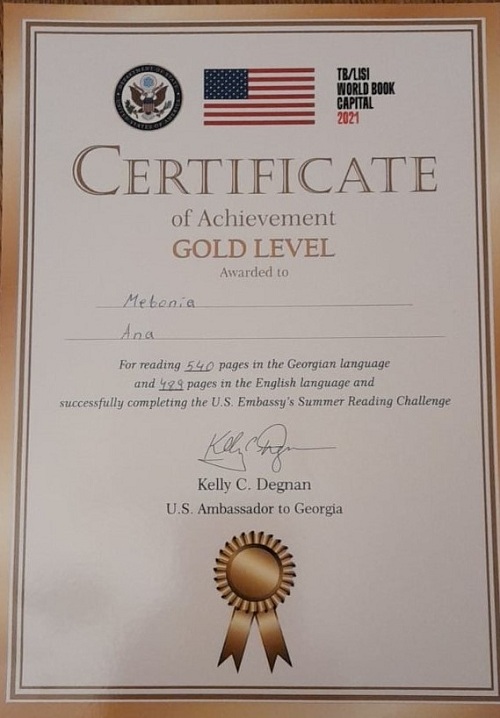 TB/LISI
WORLD BOOK
CAPITAL
2021
CERTIFICATE
of Achievement
GOLD LEVEL
Awarded to
Mebonia
Ana
For reading 540 pages in the Georgian language
and 489 pages in the English language and
successfully completing the U.S. Embassy's Summer Reading Challenge
Kelly C. Degnan
U.S. Ambassador to Georgia